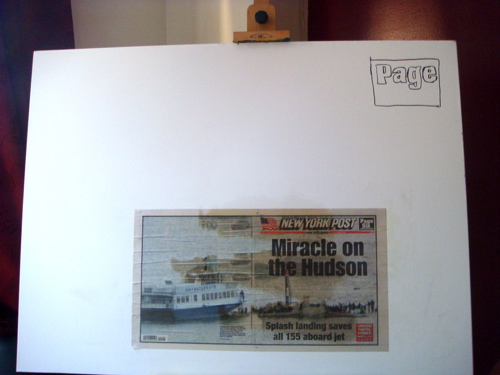 Page
NEW YORK POST
Miracle on
the Hudson
Splash landing saves
all 155 aboard jet